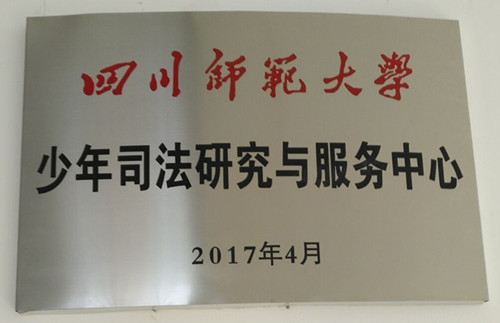 四川师範大學
少年司法研究与服务中心
2017年4月